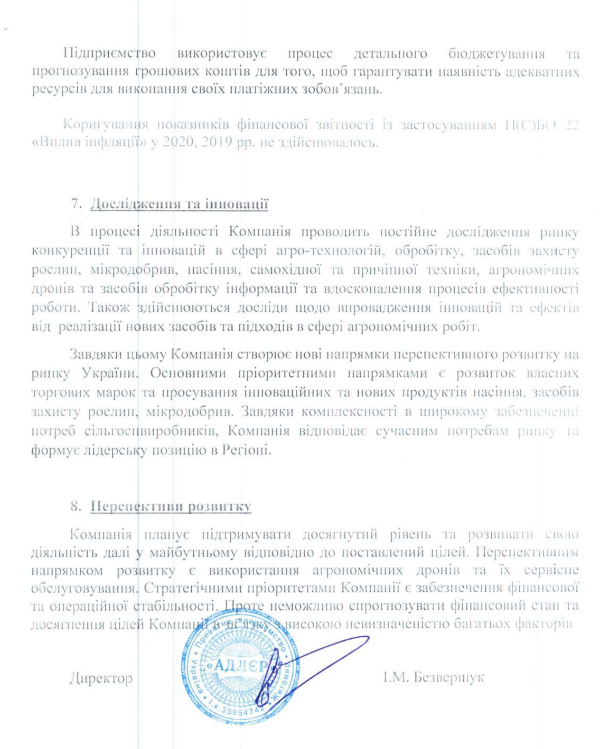 Підприємство використовує процес детального бюджетування та
прогнозування грошових коштів для того, щоб гарантувати наявність адекватних
ресурсів для виконання своїх платіжних зобов’язань.
Коригування показників фінансової звітності із застосуванням П(С)БО 22
«Вплив інфляції» у 2020, 2019 рр. не здійснювалось.
7. Дослідження та інновації
В процесі діяльності Компанія проводить постійне дослідження ринку
конкуренції та інновацій в сфері агро-технологій, обробітку, засобів захисту
рослин, мікродобрив, насіння, самохідної та причіпної техніки, агрономічних
дронів та засобів обробітку інформації та вдосконалення процесів ефективності
роботи. Також здійснюються досліди щодо впровадження інновацій та ефектів
від реалізації нових засобів та підходів в сфері агрономічних робіт.
Завдяки цьому Компанія створює нові напрямки перспективного розвитку на
ринку України. Основними пріоритетними напрямками є розвиток власних
торгових марок та просування інноваційних та нових продуктів насіння, засобів
захисту рослин, мікродобрив. Завдяки комплексності в широкому забезпеченні
потреб сільгоспвиробників, Компанія відповідає сучасним потребам ринку та
формує лідерську позицію в Регіоні.
8. Перспективи розвитку
Компанія планує підтримувати досягнутий рівень та розвивати свою
діяльність далі у майбутньому відповідно до поставлений цілей. Перспективним
напрямком розвитку є використання агрономічних дронів та їх сервісне
обслуговування. Стратегічними пріоритетами Компанії є забезпечення фінансової
та операційної стабільності. Проте неможливо спрогнозувати фінансовий стан та
досягнення цілей Компанії в зв’язку з високою невизначеністю багатьох факторів
Приватне підприємство
«АДЛЄР»
Україна
Директор
І.М. Безвершук